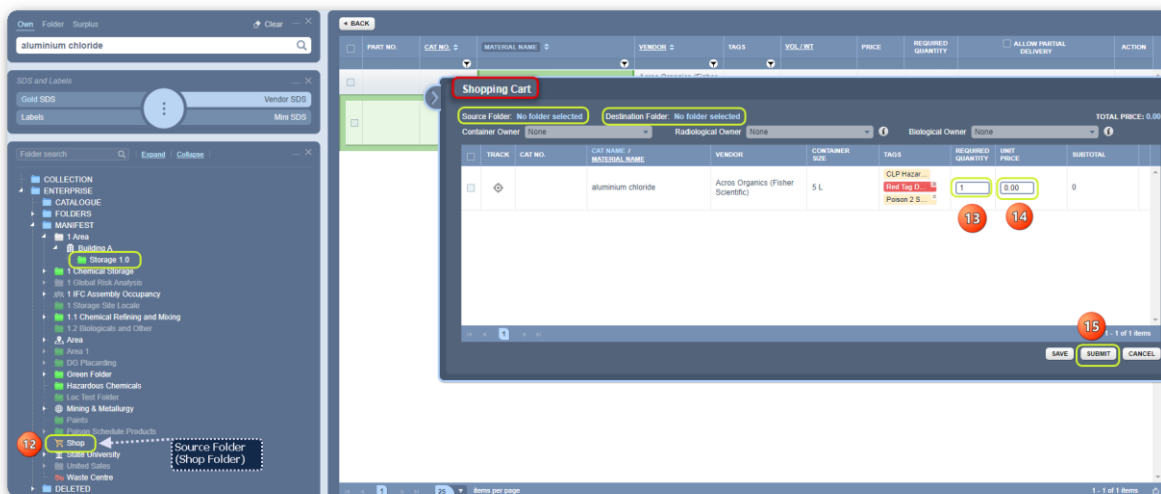 Own Folder Surplus Clear
aluminium chloride
SDS and Labels
Gold SDS Vendor SDS
Labels Mini SDS
Folder search Expand Collapse
COLLECTION
ENTERPRISE
CATALOGUE
FOLDERS
MANIFEST
1 Area
Building A
Storage 1.0
1 Chemical Storage
1 Global Risk Analysis
1 IFC Assembly Occupancy
1 Storage Site Locale
1.1 Chemical Refining and Mixing
1.2 Biologicals and Other
Area
Area 1
DG Placarding
Green Folder
Hazardous Chemicals
Loc Test Folder
Mining & Metallurgy
Paints
Poison Schedule Products
12 Shop
Source Folder
(Shop Folder)
State University
United Sales
Waste Centre
DELETED
BACK
PART NO. CAT NO. MATERIAL NAME VENDOR TAGS VOL./WT PRICE REQUIRED QUANTITY ALLOW PARTIAL DELIVERY ACTION
Acros Organics (Fisher
Shopping Cart
Source Folder: No folder selected Destination Folder: No folder selected TOTAL PRICE: 0.00
Container Owner None Radiological Owner None Biological Owner None
TRACK CAT NO. CAT NAME / MATERIAL NAME VENDOR CONTAINER SIZE TAGS REQUIRED QUANTITY UNIT PRICE SUBTOTAL
CLP Hazar...
aluminium chloride Acros Organics (Fisher Scientific) 5 L Red Tag D... 1 0.00 0
Poison 2 S...
13 14
15
1 1 - 1 of 1 items
SAVE SUBMIT CANCEL
1 25 items per page 1 - 1 of 1 items